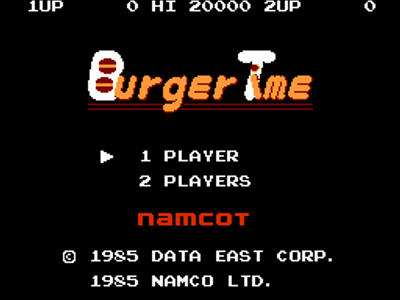 1UP 0 HI 20000 2UP 0
BurgerTime
1 PLAYER
2 PLAYERS
namcot
© 1985 DATA EAST CORP.
1985 NAMCO LTD.